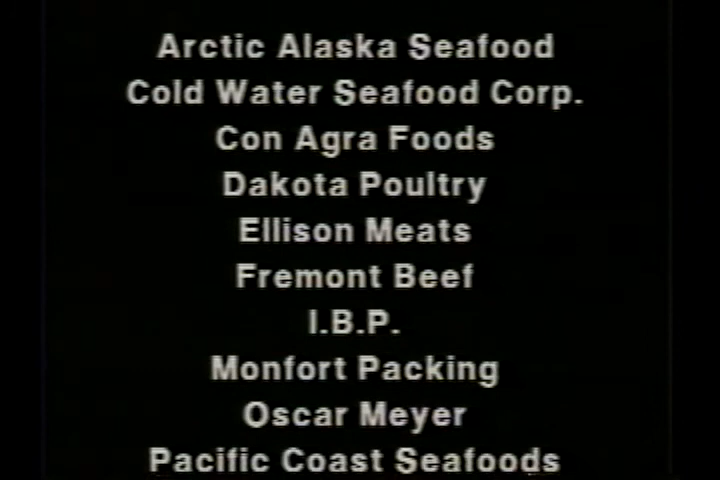 Arctic Alaska Seafood
Cold Water Seafood Corp.
Con Agra Foods
Dakota Poultry
Ellison Meats
Fremont Beef
I.B.P.
Monfort Packing
Oscar Meyer
Pacific Coast Seafoods